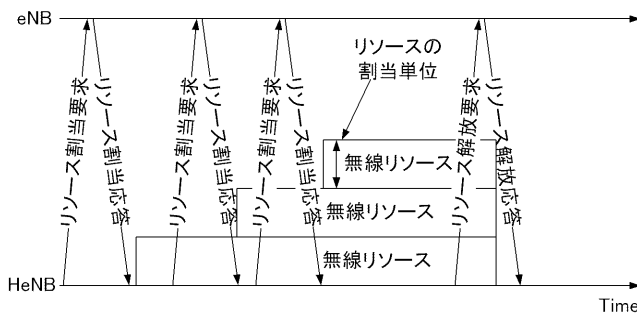 eNB
リソースの
割当単位
リソース割当要求
リソース割当応答
リソース割当要求
リソース割当応答
リソース割当要求
リソース割当応答
リソース解放要求
リソース解放応答
無線リソース
無線リソース
無線リソース
HeNB
Time